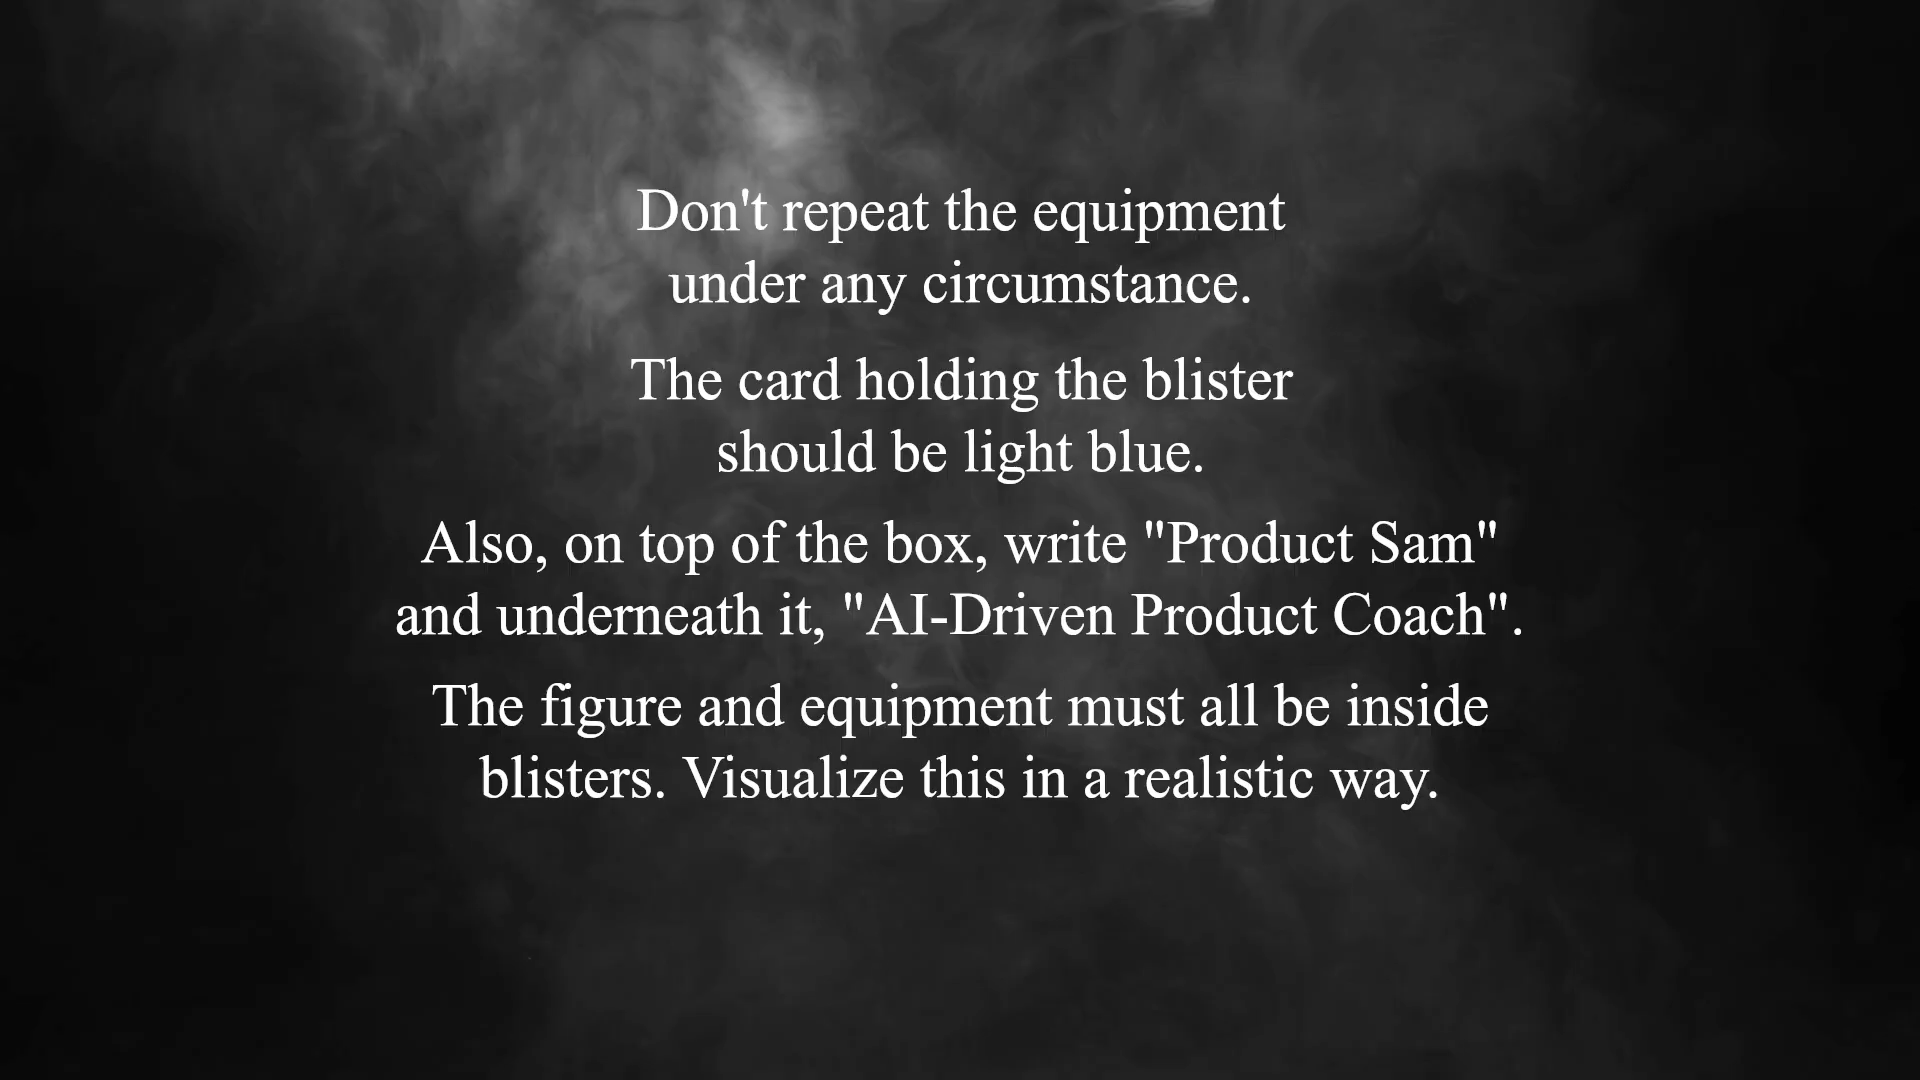 Don't repeat the equipment
under any circumstance.
The card holding the blister
should be light blue.
Also, on top of the box, write "Product Sam"
and underneath it, "AI-Driven Product Coach".
The figure and equipment must all be inside
blisters. Visualize this in a realistic way.